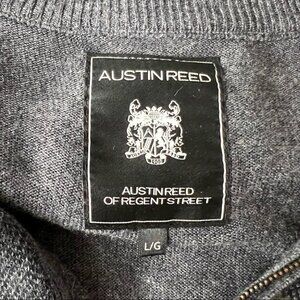 AUSTIN REED
AUSTIN REED
OF REGENT STREET
L/G